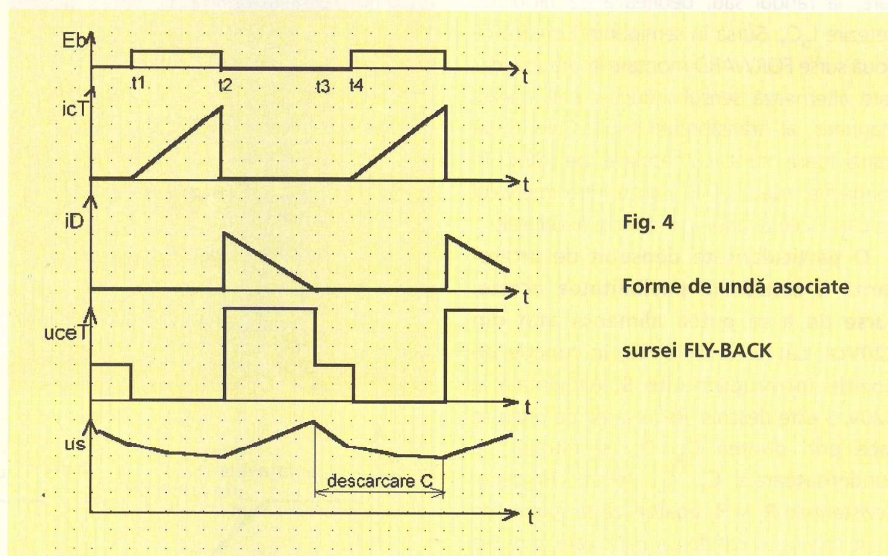 Eb
t1
t2
t3
t4
t
icT
t
iD
t
uceT
t
us
descarcare C
t
Fig. 4
Forme de undă asociate
sursei FLY-BACK